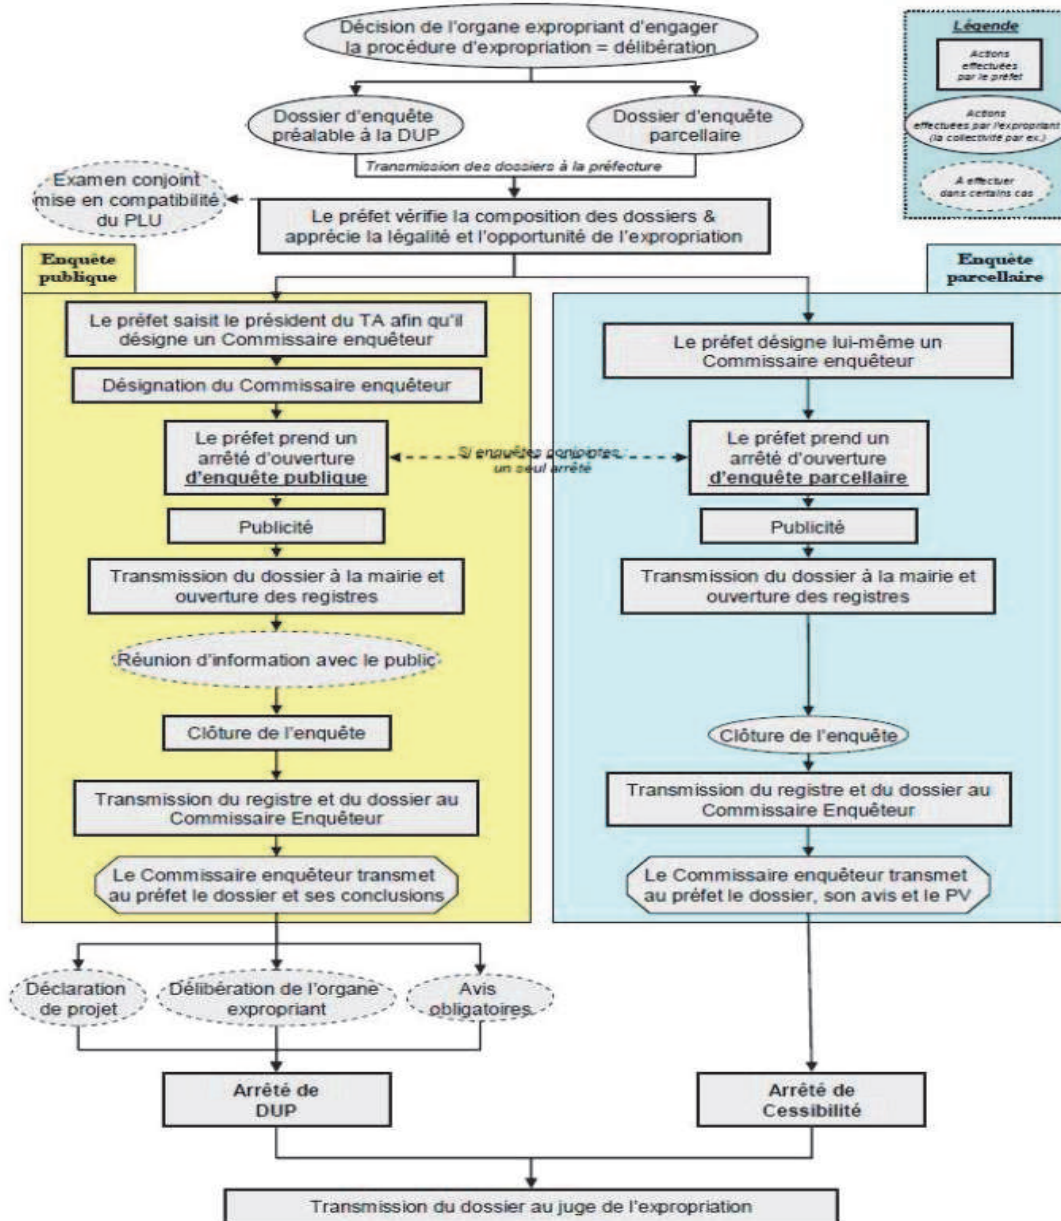 Décision de l'organe expropriant d'engager
la procédure d'expropriation = délibération
Légende
Actions
effectuées
par le préfet
Actions
effectuées par l'expropriant
(la collectivité par ex.)
A effectuer
dans certains cas
Dossier d'enquête
préalable à la DUP
Dossier d'enquête
parcellaire
Transmission des dossiers à la préfecture
Examen conjoint
mise en compatibilité
du PLU
Le préfet vérifie la composition des dossiers &
apprécie la légalité et l'opportunité de l'expropriation
Enquête
publique
Enquête
parcellaire
Le préfet saisit le président du TA afin qu'il
désigne un Commissaire enquêteur
Le préfet désigne lui-même un
Commissaire enquêteur
Désignation du Commissaire enquêteur
Le préfet prend un
arrêté d'ouverture
d'enquête publique
Si enquêtes conjointes :
un seul arrêté
Le préfet prend un
arrêté d'ouverture
d'enquête parcellaire
Publicité
Publicité
Transmission du dossier à la mairie et
ouverture des registres
Transmission du dossier à la mairie et
ouverture des registres
Réunion d'information avec le public
Clôture de l'enquête
Clôture de l'enquête
Transmission du registre et du dossier au
Commissaire Enquêteur
Transmission du registre et du dossier au
Commissaire Enquêteur
Le Commissaire enquêteur transmet
au préfet le dossier et ses conclusions
Le Commissaire enquêteur transmet
au préfet le dossier, son avis et le PV
Déclaration
de projet
Délibération de l'organe
expropriant
Avis
obligatoires
Arrêté de
DUP
Arrêté de
Cessibilité
Transmission du dossier au juge de l'expropriation